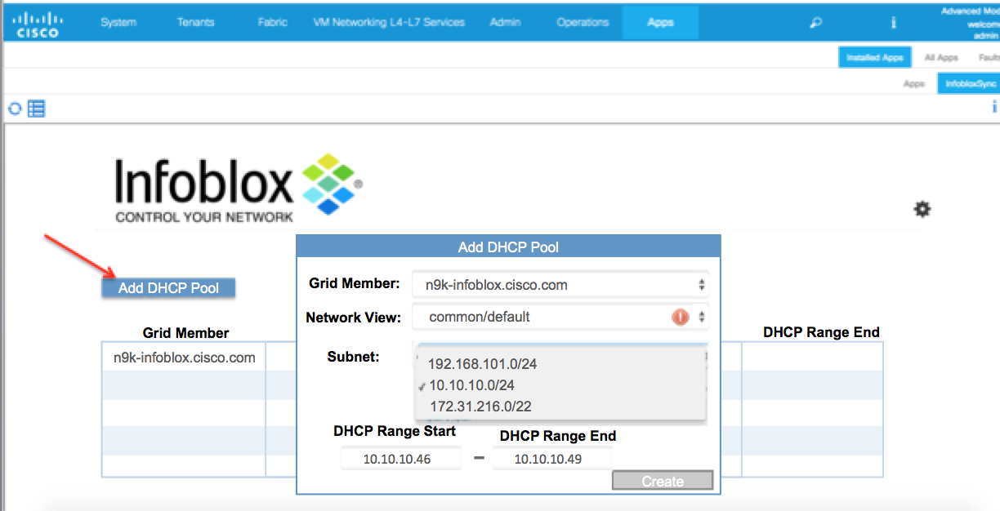 CISCO
System Tenants Fabric VM Networking L4-L7 Services Admin Operations Apps
Advanced Mod
welcom
admin
Installed Apps All Apps Fault
Apps InfobloxSync
Infoblox ®
CONTROL YOUR NETWORK
Add DHCP Pool
Grid Member DHCP Range End
n9k-infoblox.cisco.com
Add DHCP Pool
Grid Member: n9k-infoblox.cisco.com
Network View: common/default
Subnet:
192.168.101.0/24
10.10.10.0/24
172.31.216.0/22
DHCP Range Start DHCP Range End
10.10.10.46 – 10.10.10.49
Create